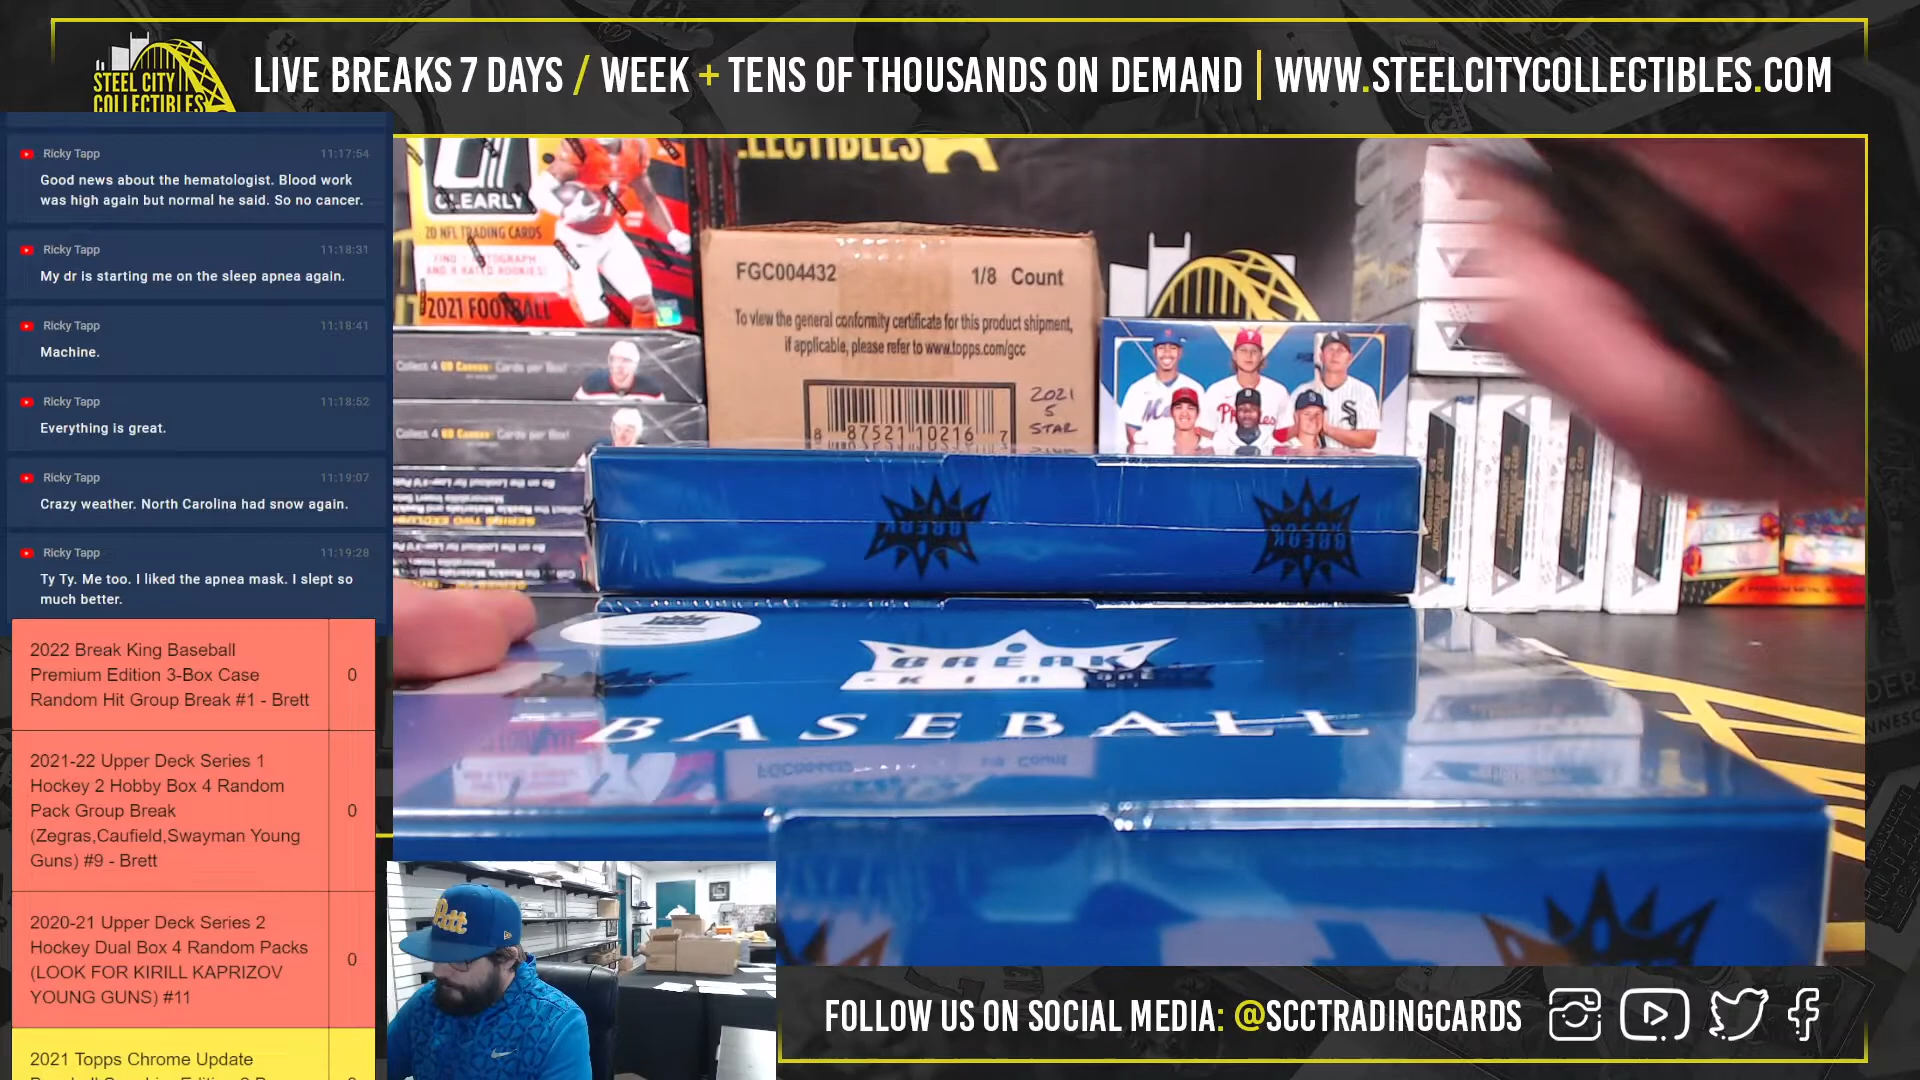 STEEL CITY
COLLECTIBLES
LIVE BREAKS 7 DAYS / WEEK + TENS OF THOUSANDS ON DEMAND | WWW.STEELCITYCOLLECTIBLES.COM
Ricky Tapp 11:17:54
Good news about the hematologist. Blood work
was high again but normal he said. So no cancer.
Ricky Tapp 11:18:31
My dr is starting me on the sleep apnea again.
Ricky Tapp 11:18:41
Machine.
Ricky Tapp 11:18:52
Everything is great.
Ricky Tapp 11:19:07
Crazy weather. North Carolina had snow again.
Ricky Tapp 11:19:28
Ty Ty. Me too. I liked the apnea mask. I slept so
much better.
2022 Break King Baseball
Premium Edition 3-Box Case
Random Hit Group Break #1 - Brett
0
2021-22 Upper Deck Series 1
Hockey 2 Hobby Box 4 Random
Pack Group Break
(Zegras,Caufield,Swayman Young
Guns) #9 - Brett
0
2020-21 Upper Deck Series 2
Hockey Dual Box 4 Random Packs
(LOOK FOR KIRILL KAPRIZOV
YOUNG GUNS) #11
0
2021 Topps Chrome Update
CLEARLY
20 NFL TRADING CARDS
2021 FOOTBALL
FGC004432 1/8 Count
To view the general conformity certificate for this product shipment,
if applicable, please refer to www.topps.com/gcc
8 87521 10216 7
2021
5
STAR
BREAK
BASEBALL
Pitt
FOLLOW US ON SOCIAL MEDIA: @SCCTRADINGCARDS